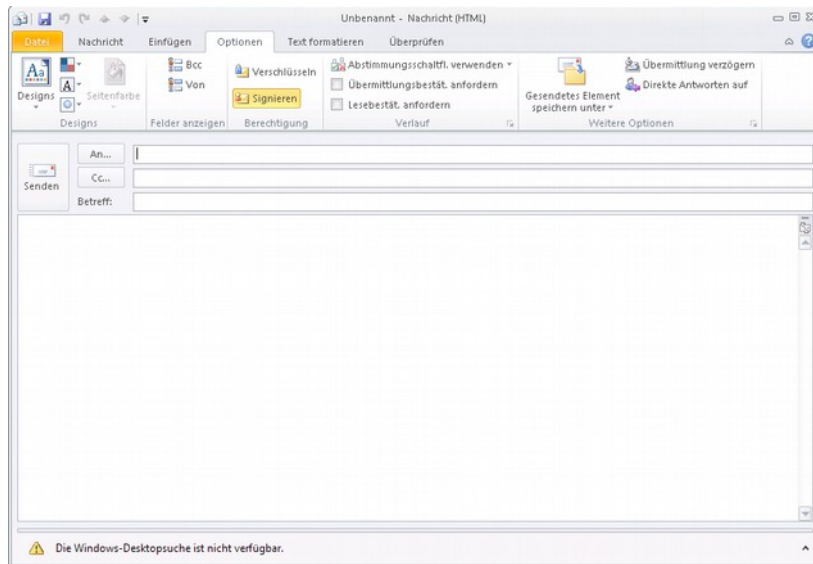 Unbenannt - Nachricht (HTML)
Datei Nachricht Einfügen Optionen Text formatieren Überprüfen
Aa Designs A Seitenfarbe
Bcc
Von
Verschlüsseln
Signieren
Abstimmungsschaltfl. verwenden
Übermittlungsbestät. anfordern
Lesebestät. anfordern
Gesendetes Element
speichern unter
Übermittlung verzögern
Direkte Antworten auf
Designs Felder anzeigen Berechtigung Verlauf Weitere Optionen
Senden
An...
Cc...
Betreff:
Die Windows-Desktopsuche ist nicht verfügbar.